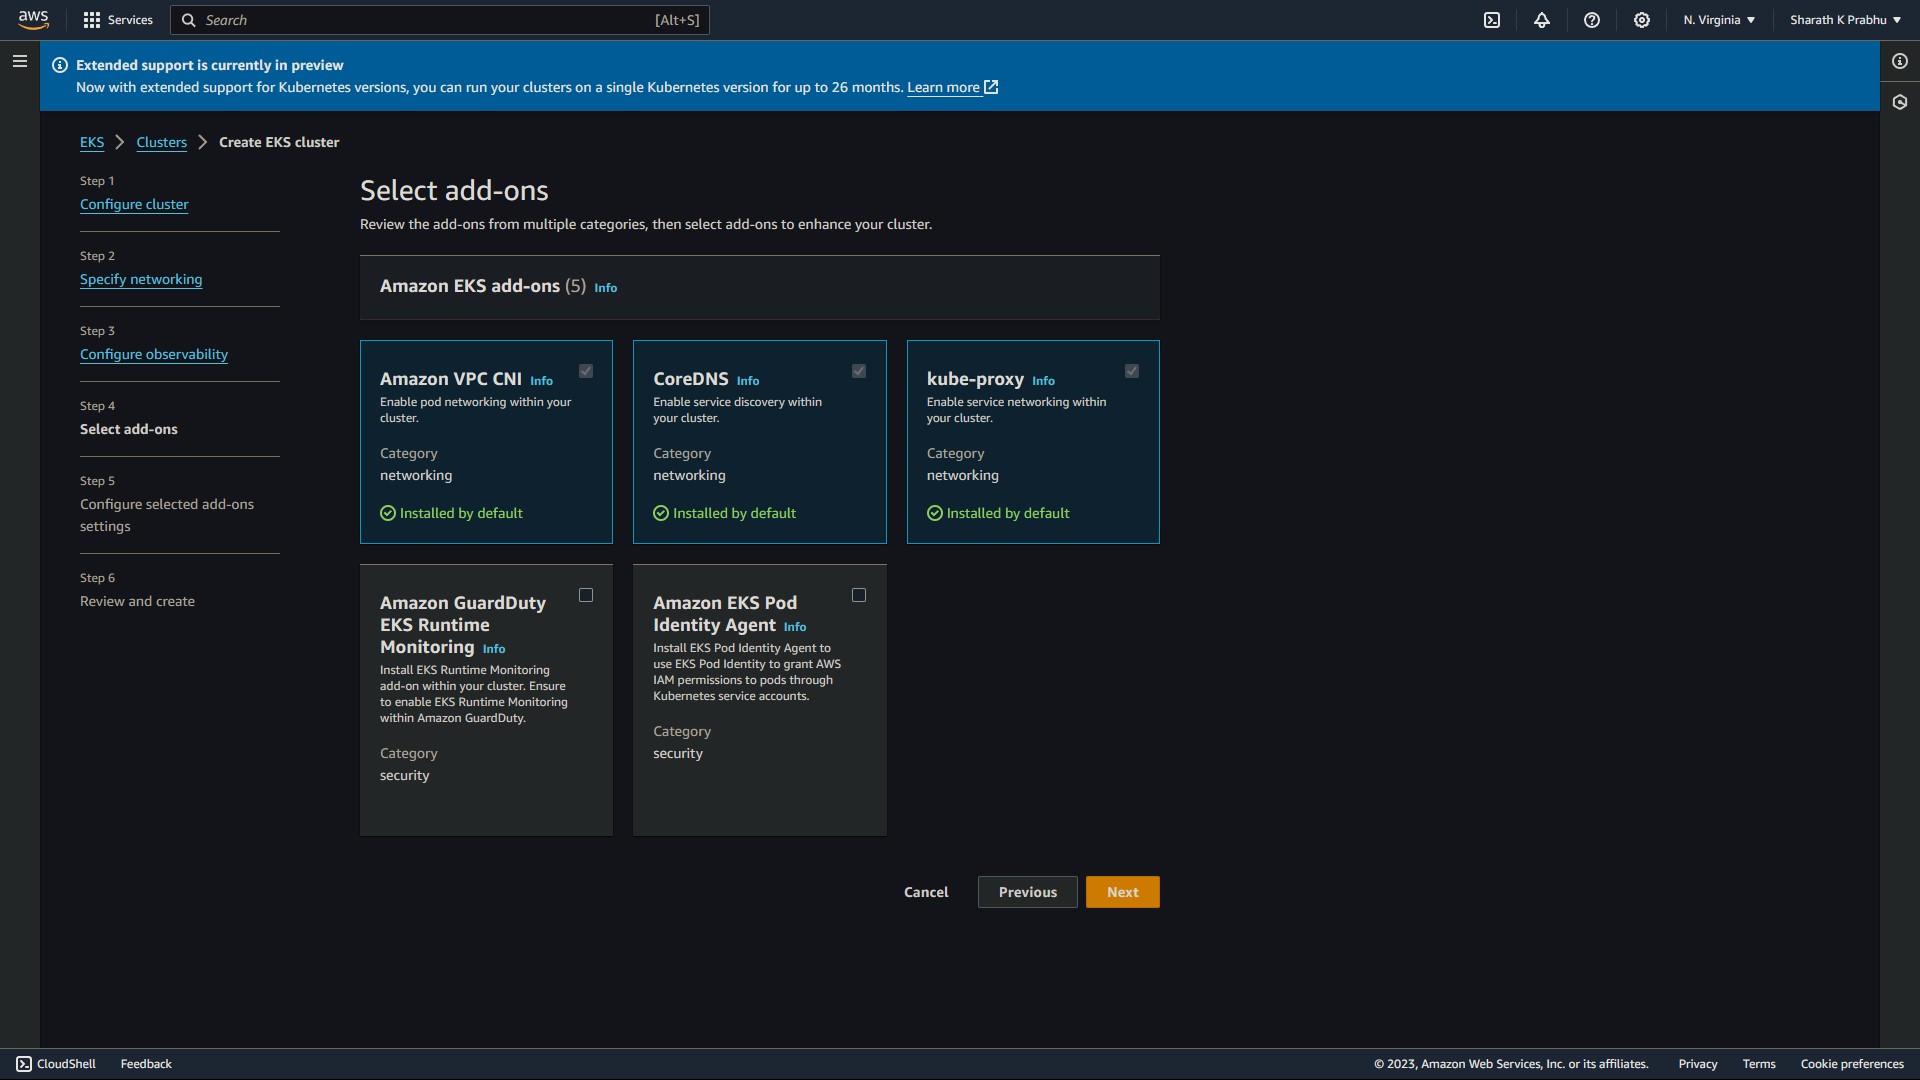 aws
Services
Search
[Alt+S]
N. Virginia
Sharath K Prabhu
Extended support is currently in preview
Now with extended support for Kubernetes versions, you can run your clusters on a single Kubernetes version for up to 26 months. Learn more
EKS
Clusters
Create EKS cluster
Step 1
Configure cluster
Step 2
Specify networking
Step 3
Configure observability
Step 4
Select add-ons
Step 5
Configure selected add-ons
settings
Step 6
Review and create
Select add-ons
Review the add-ons from multiple categories, then select add-ons to enhance your cluster.
Amazon EKS add-ons (5) Info
Amazon VPC CNI Info
Enable pod networking within your
cluster.
Category
networking
Installed by default
CoreDNS Info
Enable service discovery within
your cluster.
Category
networking
Installed by default
kube-proxy Info
Enable service networking within
your cluster.
Category
networking
Installed by default
Amazon GuardDuty
EKS Runtime
Monitoring Info
Install EKS Runtime Monitoring
add-on within your cluster. Ensure
to enable EKS Runtime Monitoring
within Amazon GuardDuty.
Category
security
Amazon EKS Pod
Identity Agent Info
Install EKS Pod Identity Agent to
use EKS Pod Identity to grant AWS
IAM permissions to pods through
Kubernetes service accounts.
Category
security
Cancel
Previous
Next
CloudShell
Feedback
© 2023, Amazon Web Services, Inc. or its affiliates.
Privacy
Terms
Cookie preferences